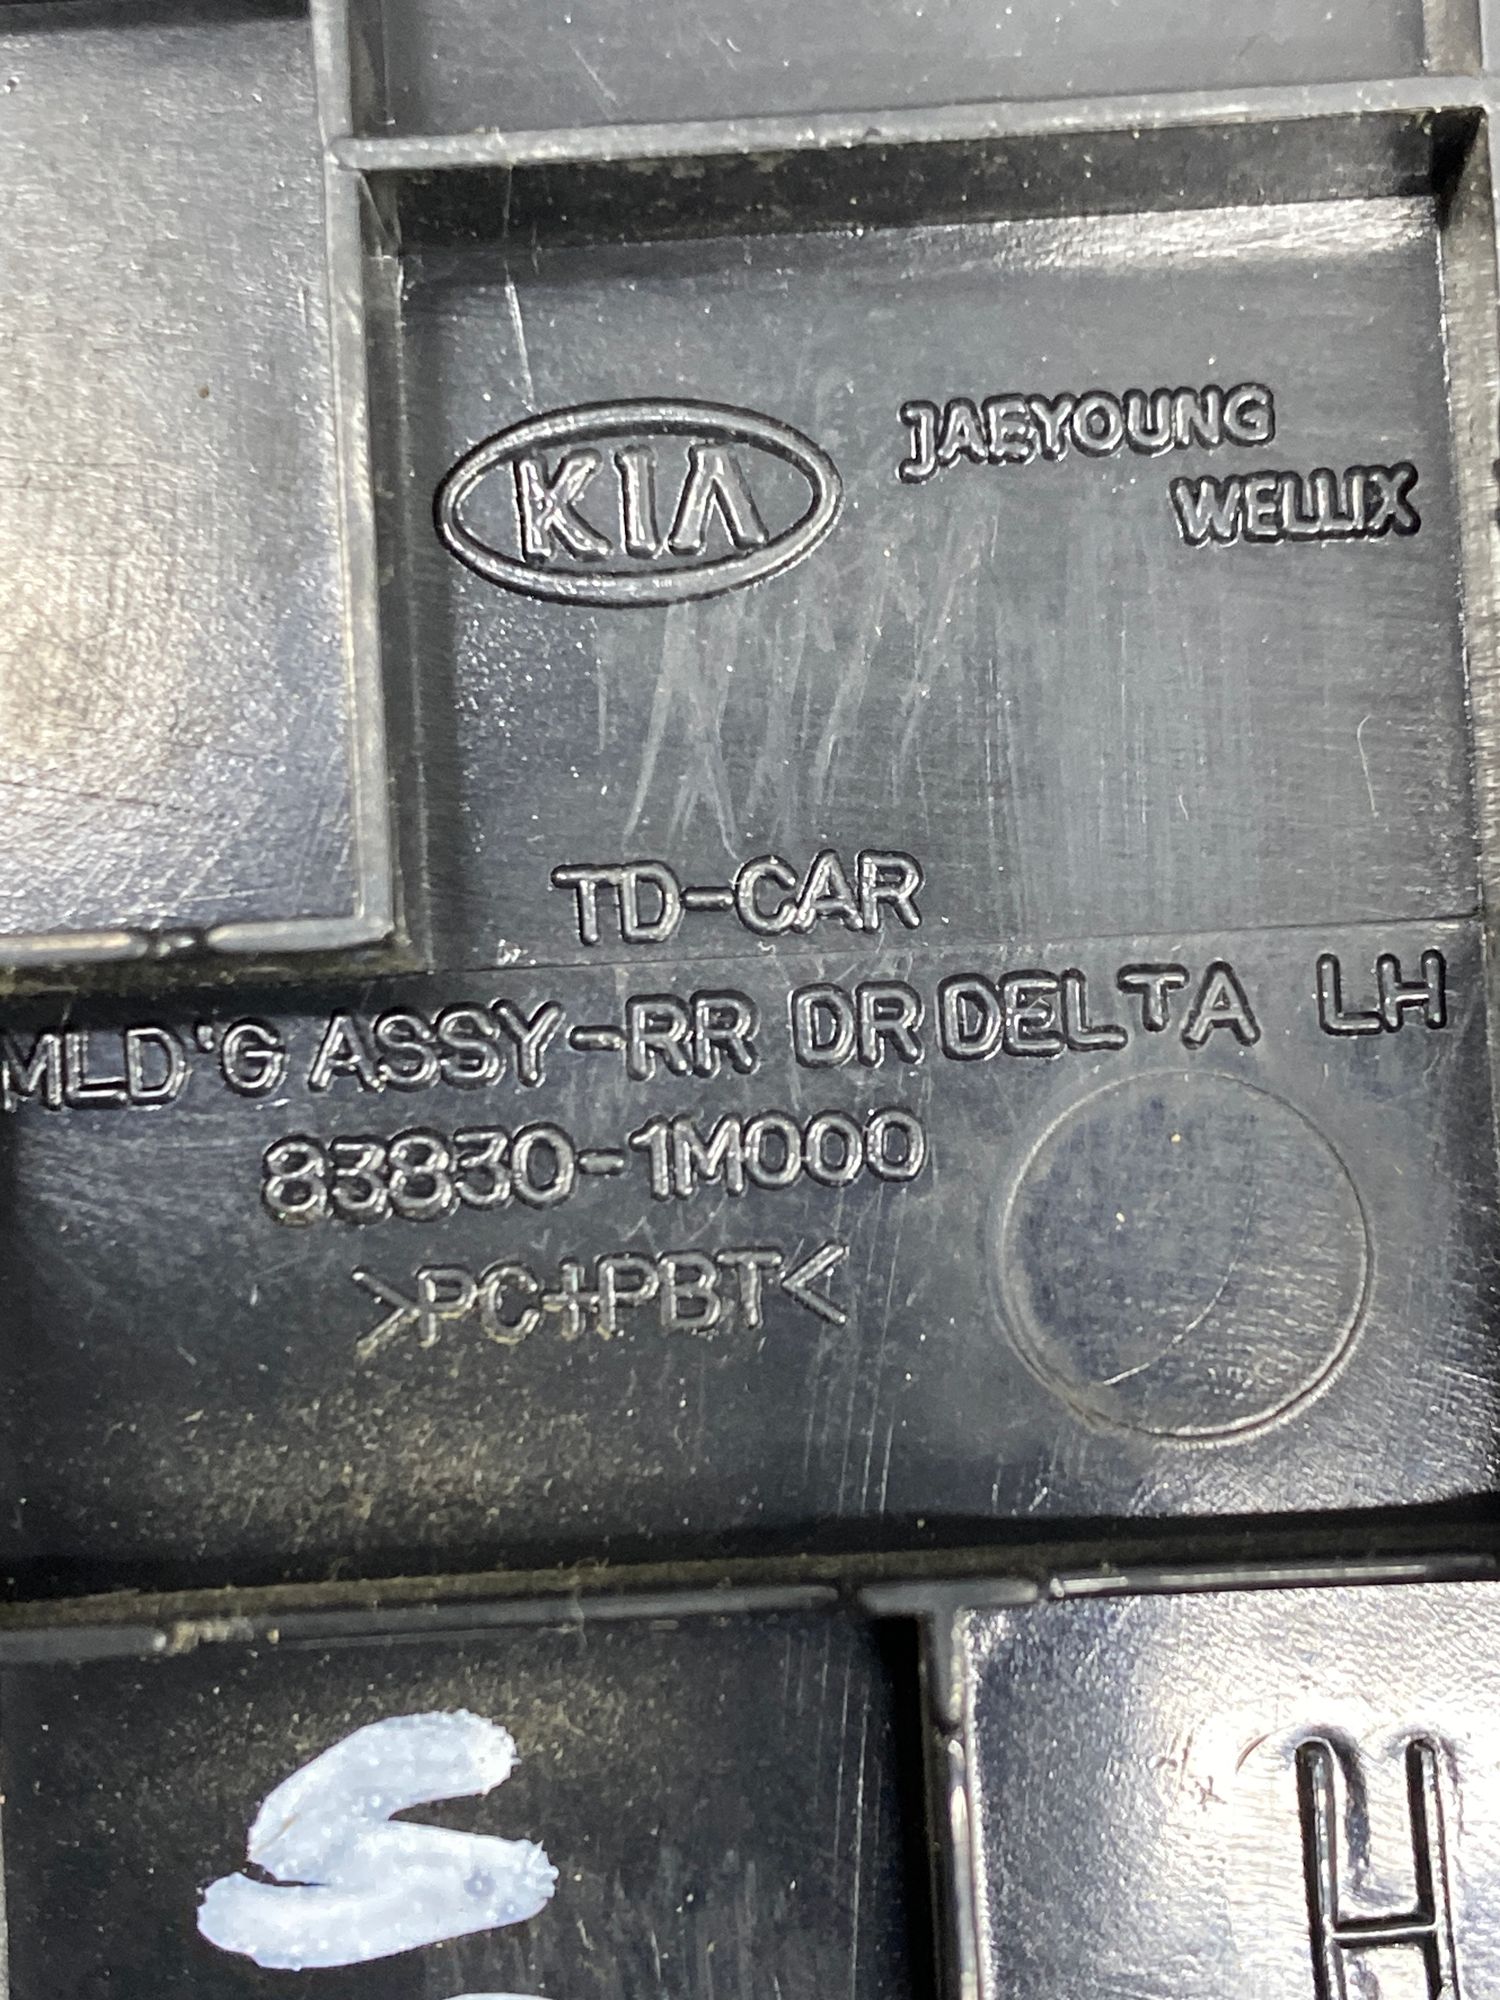 KIA
JAEYOUNG
WELLIX
TD-CAR
MLD'G ASSY-RR DR DELTA LH
83830-1M000
>PC+PBT<